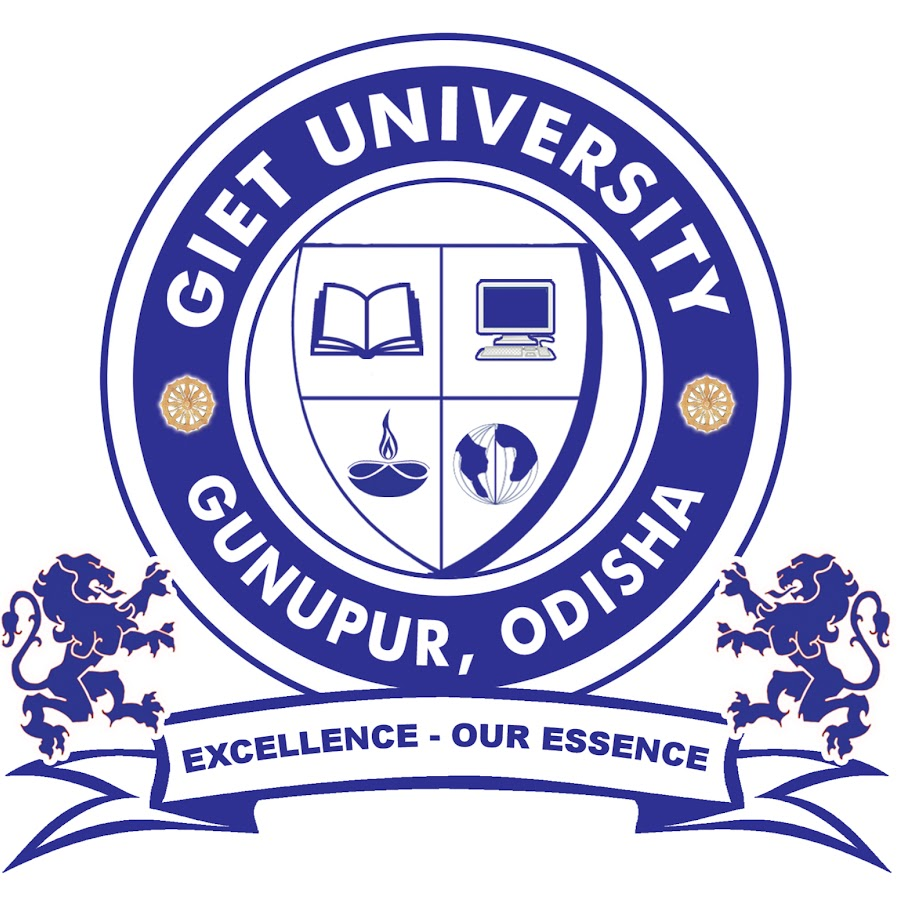 GIET UNIVERSITY
GUNUPUR, ODISHA
EXCELLENCE - OUR ESSENCE